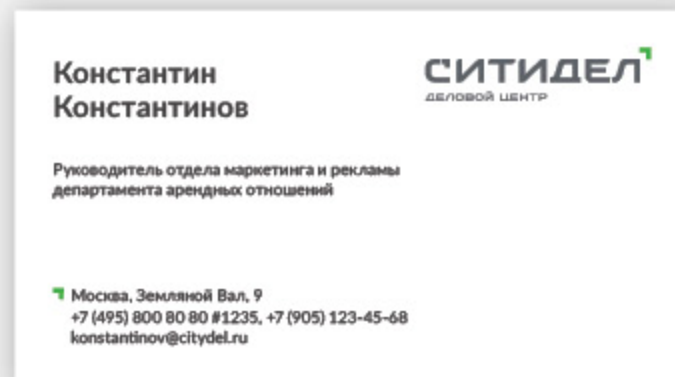 Константин
Константинов
СИТИДЕЛ
ДЕЛОВОЙ ЦЕНТР
Руководитель отдела маркетинга и рекламы
департамента арендных отношений
Москва, Земляной Вал, 9
+7 (495) 800 80 80 #1235, +7 (905) 123-45-68
konstantinov@citydel.ru